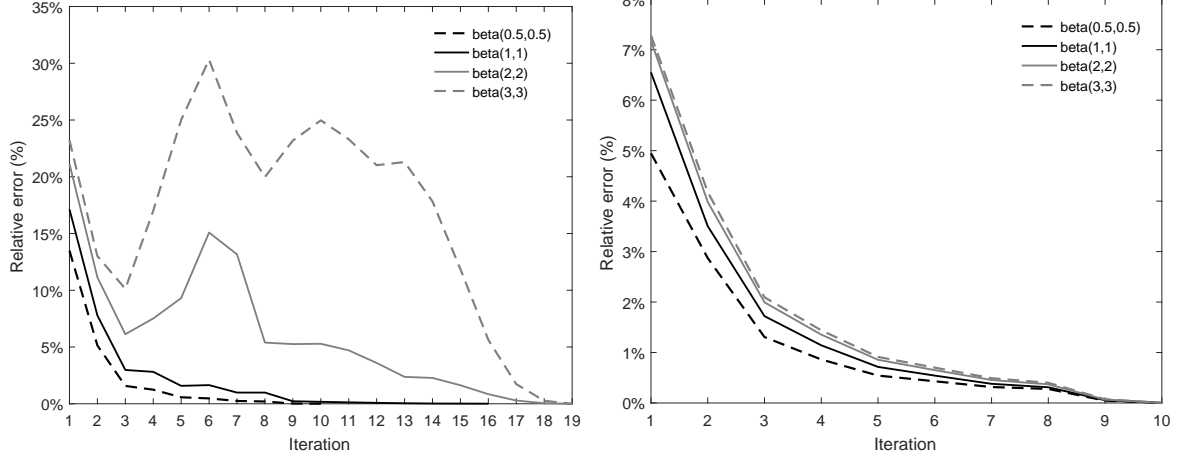 35%
30%
25%
20%
15%
10%
5%
0%
Relative error (%)
1 2 3 4 5 6 7 8 9 10 11 12 13 14 15 16 17 18 19
Iteration
beta(0.5,0.5)
beta(1,1)
beta(2,2)
beta(3,3)
8%
7%
6%
5%
4%
3%
2%
1%
0%
Relative error (%)
1 2 3 4 5 6 7 8 9 10
Iteration
beta(0.5,0.5)
beta(1,1)
beta(2,2)
beta(3,3)